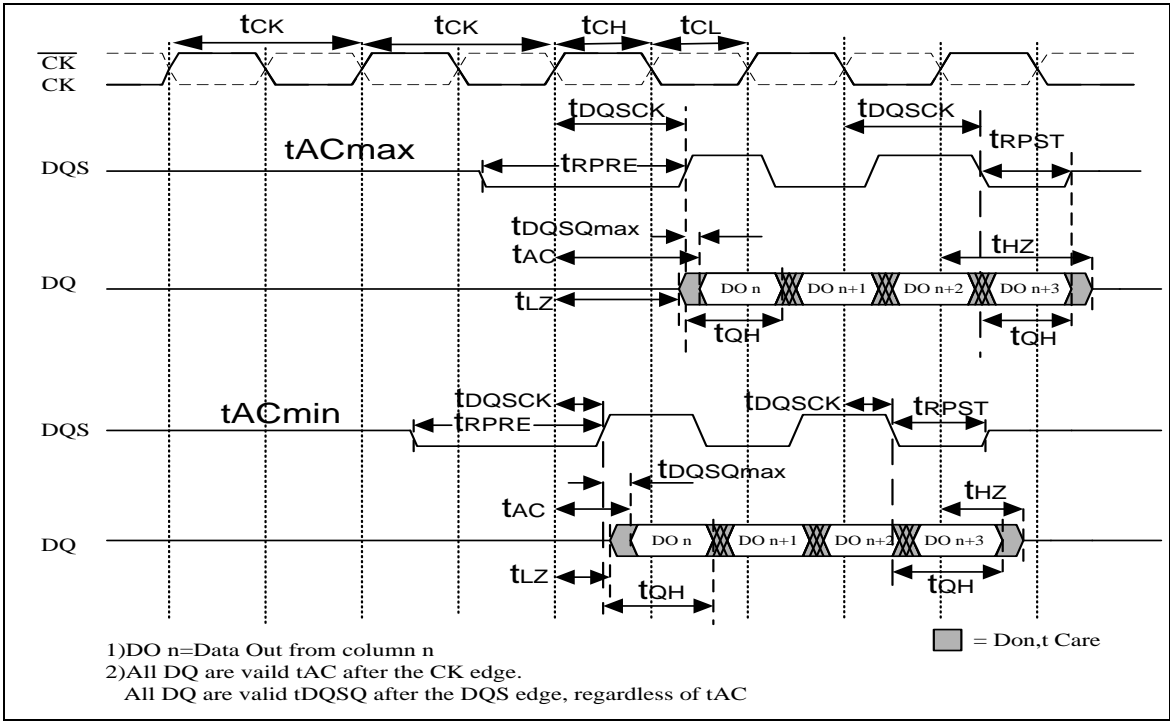 tCK tCK tCH tCL
CK
CK
tDQSCK tDQSCK
tACmax tRPST
DQS tRPRE
tDQSQmax
tAC tHZ
DQ DO n DO n+1 DO n+2 DO n+3
tLZ
tQH tQH
tDQSCK tDQSCK tRPST
tACmin
DQS tRPRE
tDQSQmax
tAC tHZ
DQ DO n DO n+1 DO n+2 DO n+3
tLZ
tQH tQH
1)DO n=Data Out from column n
= Don,t Care
2)All DQ are vaild tAC after the CK edge.
All DQ are valid tDQSQ after the DQS edge, regardless of tAC